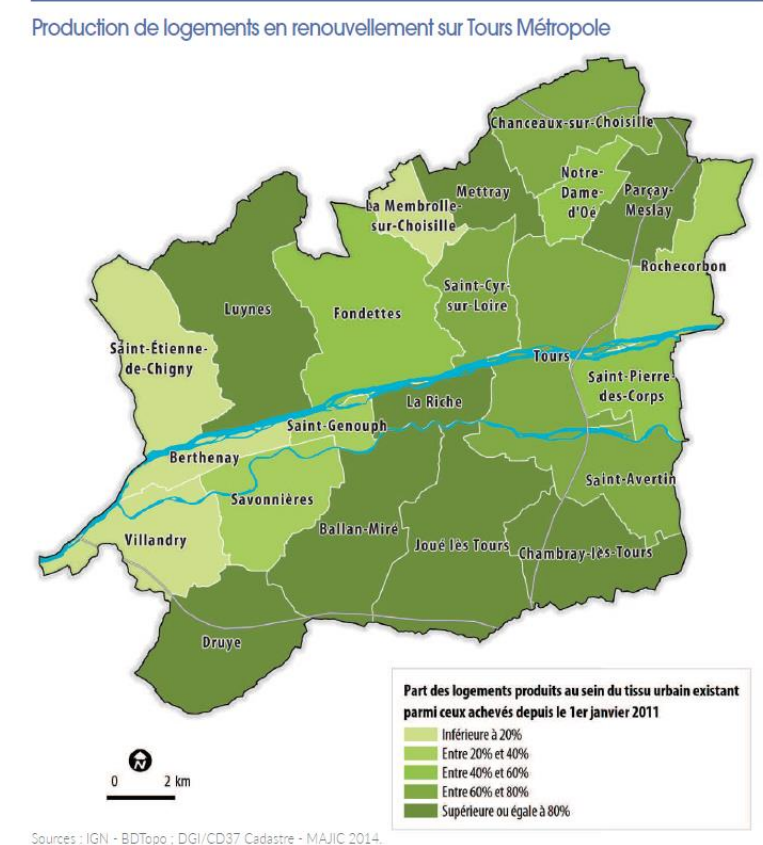 Production de logements en renouvellement sur Tours Métropole
Chanceaux-sur-Choisille
Notre-
Dame-
d'Oé
Parçay-
Meslay
Mettray
La Membrolle-
sur-Choisille
Rochecorbon
Saint-Cyr-
sur-Loire
Luynes
Fondettes
Saint-Étienne-
de-Chigny
Tours
Saint-Pierre-
des-Corps
La Riche
Saint-Genouph
Berthenay
Saint-Avertin
Savonnières
Ballan-Miré
Villandry
Joué lès Tours
Chambray-lès-Tours
Druye
Part des logements produits au sein du tissu urbain existant
parmi ceux achevés depuis le 1er janvier 2011
Inférieure à 20%
Entre 20% et 40%
Entre 40% et 60%
Entre 60% et 80%
Supérieure ou égale à 80%
N
0 2 km
Sources : IGN - BDTopo ; DGI/CD37 Cadastre - MAJIC 2014.